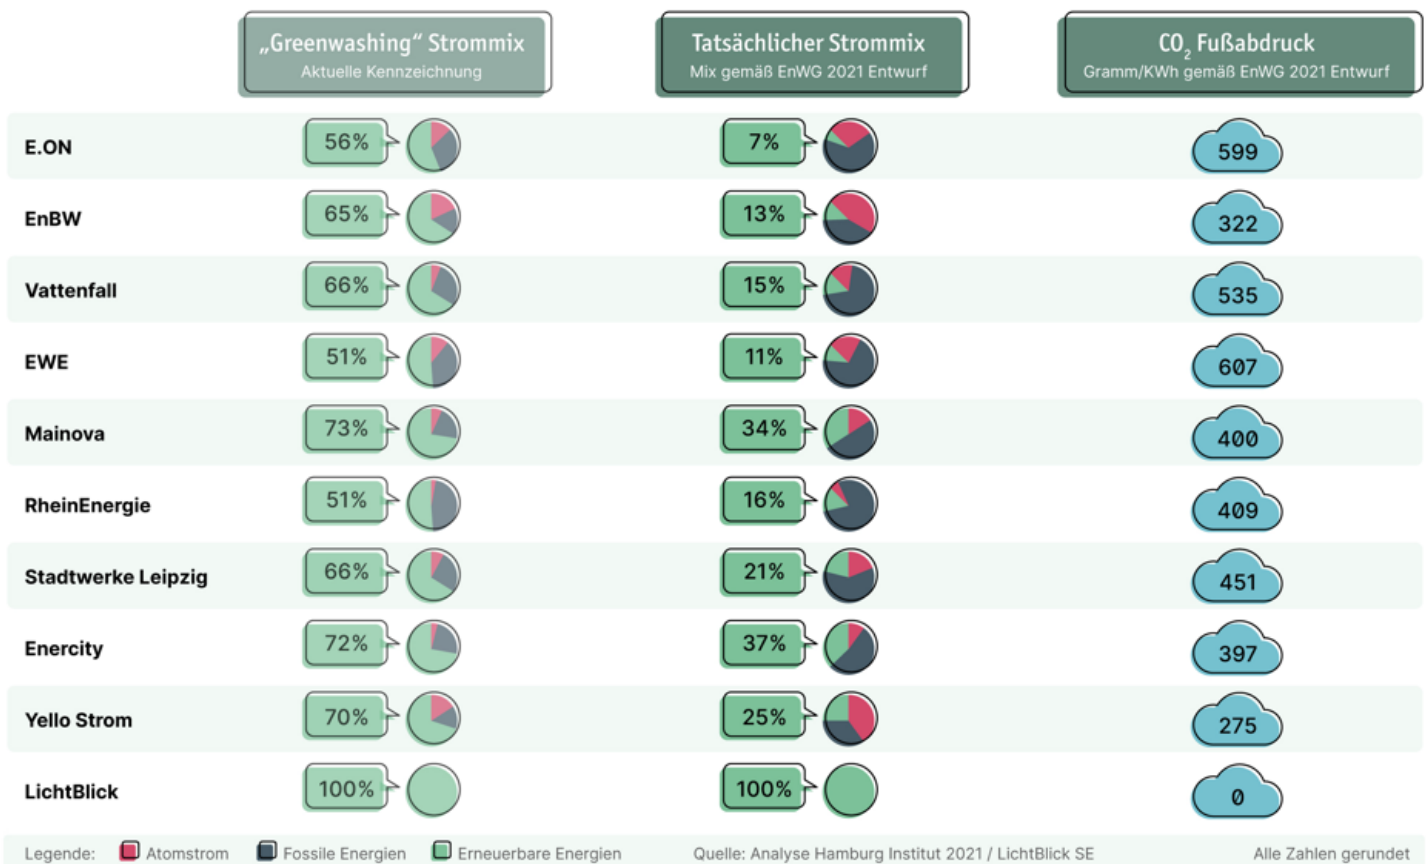 „Greenwashing“ Strommix
Aktuelle Kennzeichnung
Tatsächlicher Strommix
Mix gemäß EnWG 2021 Entwurf
CO₂ Fußabdruck
Gramm/KWh gemäß EnWG 2021 Entwurf
E.ON 56% 7% 599
EnBW 65% 13% 322
Vattenfall 66% 15% 535
EWE 51% 11% 607
Mainova 73% 34% 400
RheinEnergie 51% 16% 409
Stadtwerke Leipzig 66% 21% 451
Enercity 72% 37% 397
Yello Strom 70% 25% 275
LichtBlick 100% 100% 0
Legende: Atomstrom Fossile Energien Erneuerbare Energien Quelle: Analyse Hamburg Institut 2021 / LichtBlick SE Alle Zahlen gerundet